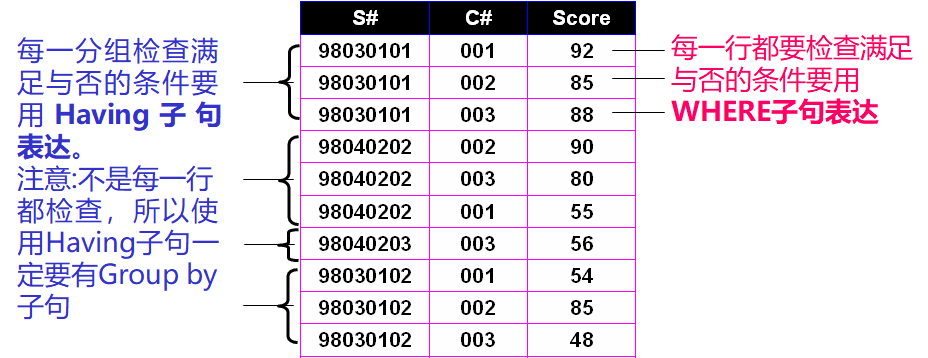 每一分组检查满
足与否的条件要
用 Having 子 句
表达。
注意:不是每一行
都检查，所以使
用Having子句一
定要有Group by
子句
S# C# Score
98030101 001 92
98030101 002 85
98030101 003 88
98040202 002 90
98040202 003 80
98040202 001 55
98040203 003 56
98030102 001 54
98030102 002 85
98030102 003 48
每一行都要检查满足
与否的条件要用
WHERE子句表达